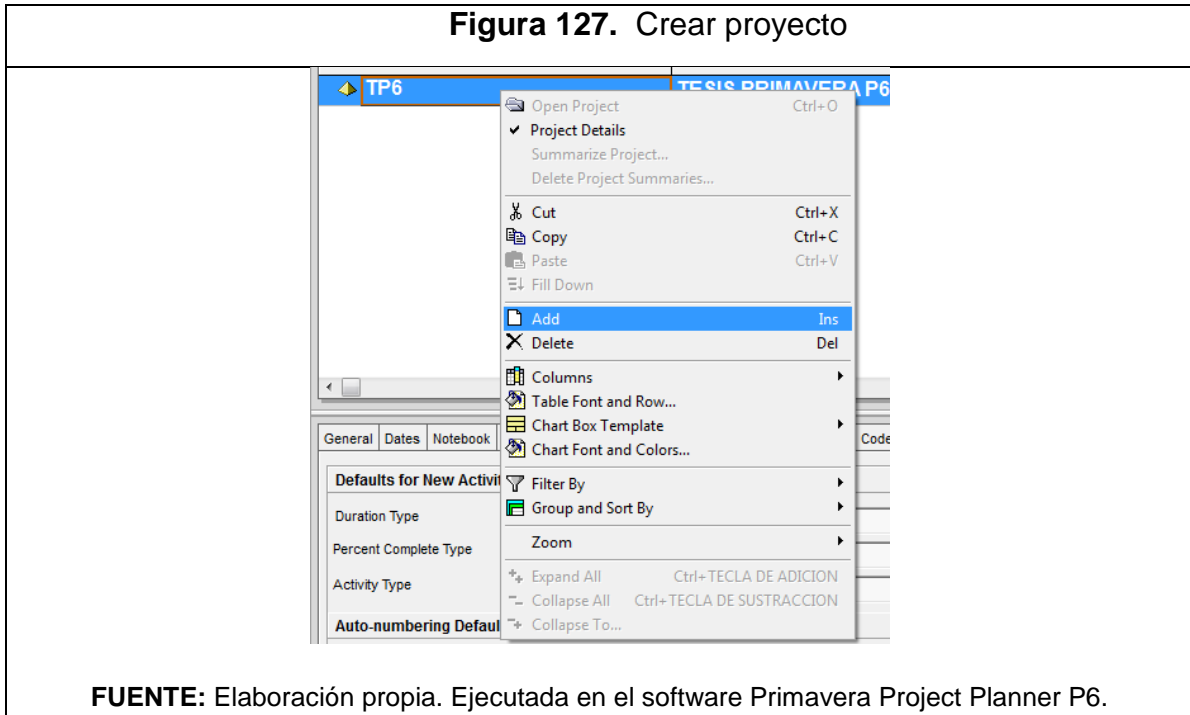 Figura 127. Crear proyecto
TP6
TESIS PRIMAVERA P6
Open Project Ctrl+O
Project Details
Summarize Project...
Delete Project Summaries...
Cut Ctrl+X
Copy Ctrl+C
Paste Ctrl+V
Fill Down
Add Ins
Delete Del
Columns
Table Font and Row...
Chart Box Template
Chart Font and Colors...
Filter By
Group and Sort By
Zoom
Expand All Ctrl+TECLA DE ADICION
Collapse All Ctrl+TECLA DE SUSTRACCION
Collapse To...
General Dates Notebook Code
Defaults for New Activit
Duration Type
Percent Complete Type
Activity Type
Auto-numbering Defaul
FUENTE: Elaboración propia. Ejecutada en el software Primavera Project Planner P6.